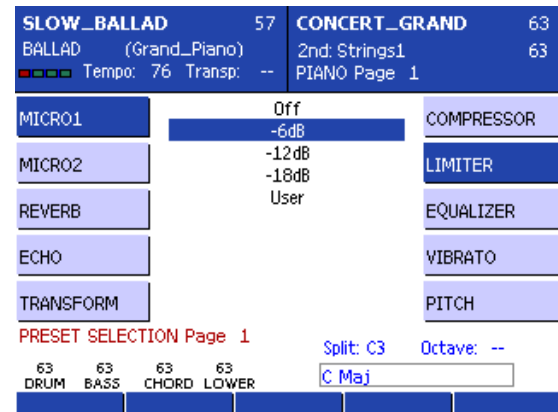 SLOW_BALLAD 57
BALLAD (Grand_Piano)
Tempo: 76 Transp: --
CONCERT_GRAND 63
2nd: Strings1 63
PIANO Page 1
MICRO1
MICRO2
REVERB
ECHO
TRANSFORM
Off
-6dB
-12dB
-18dB
User
COMPRESSOR
LIMITER
EQUALIZER
VIBRATO
PITCH
PRESET SELECTION Page 1
Split: C3 Octave: --
63 63 63 63
DRUM BASS CHORD LOWER
C Maj